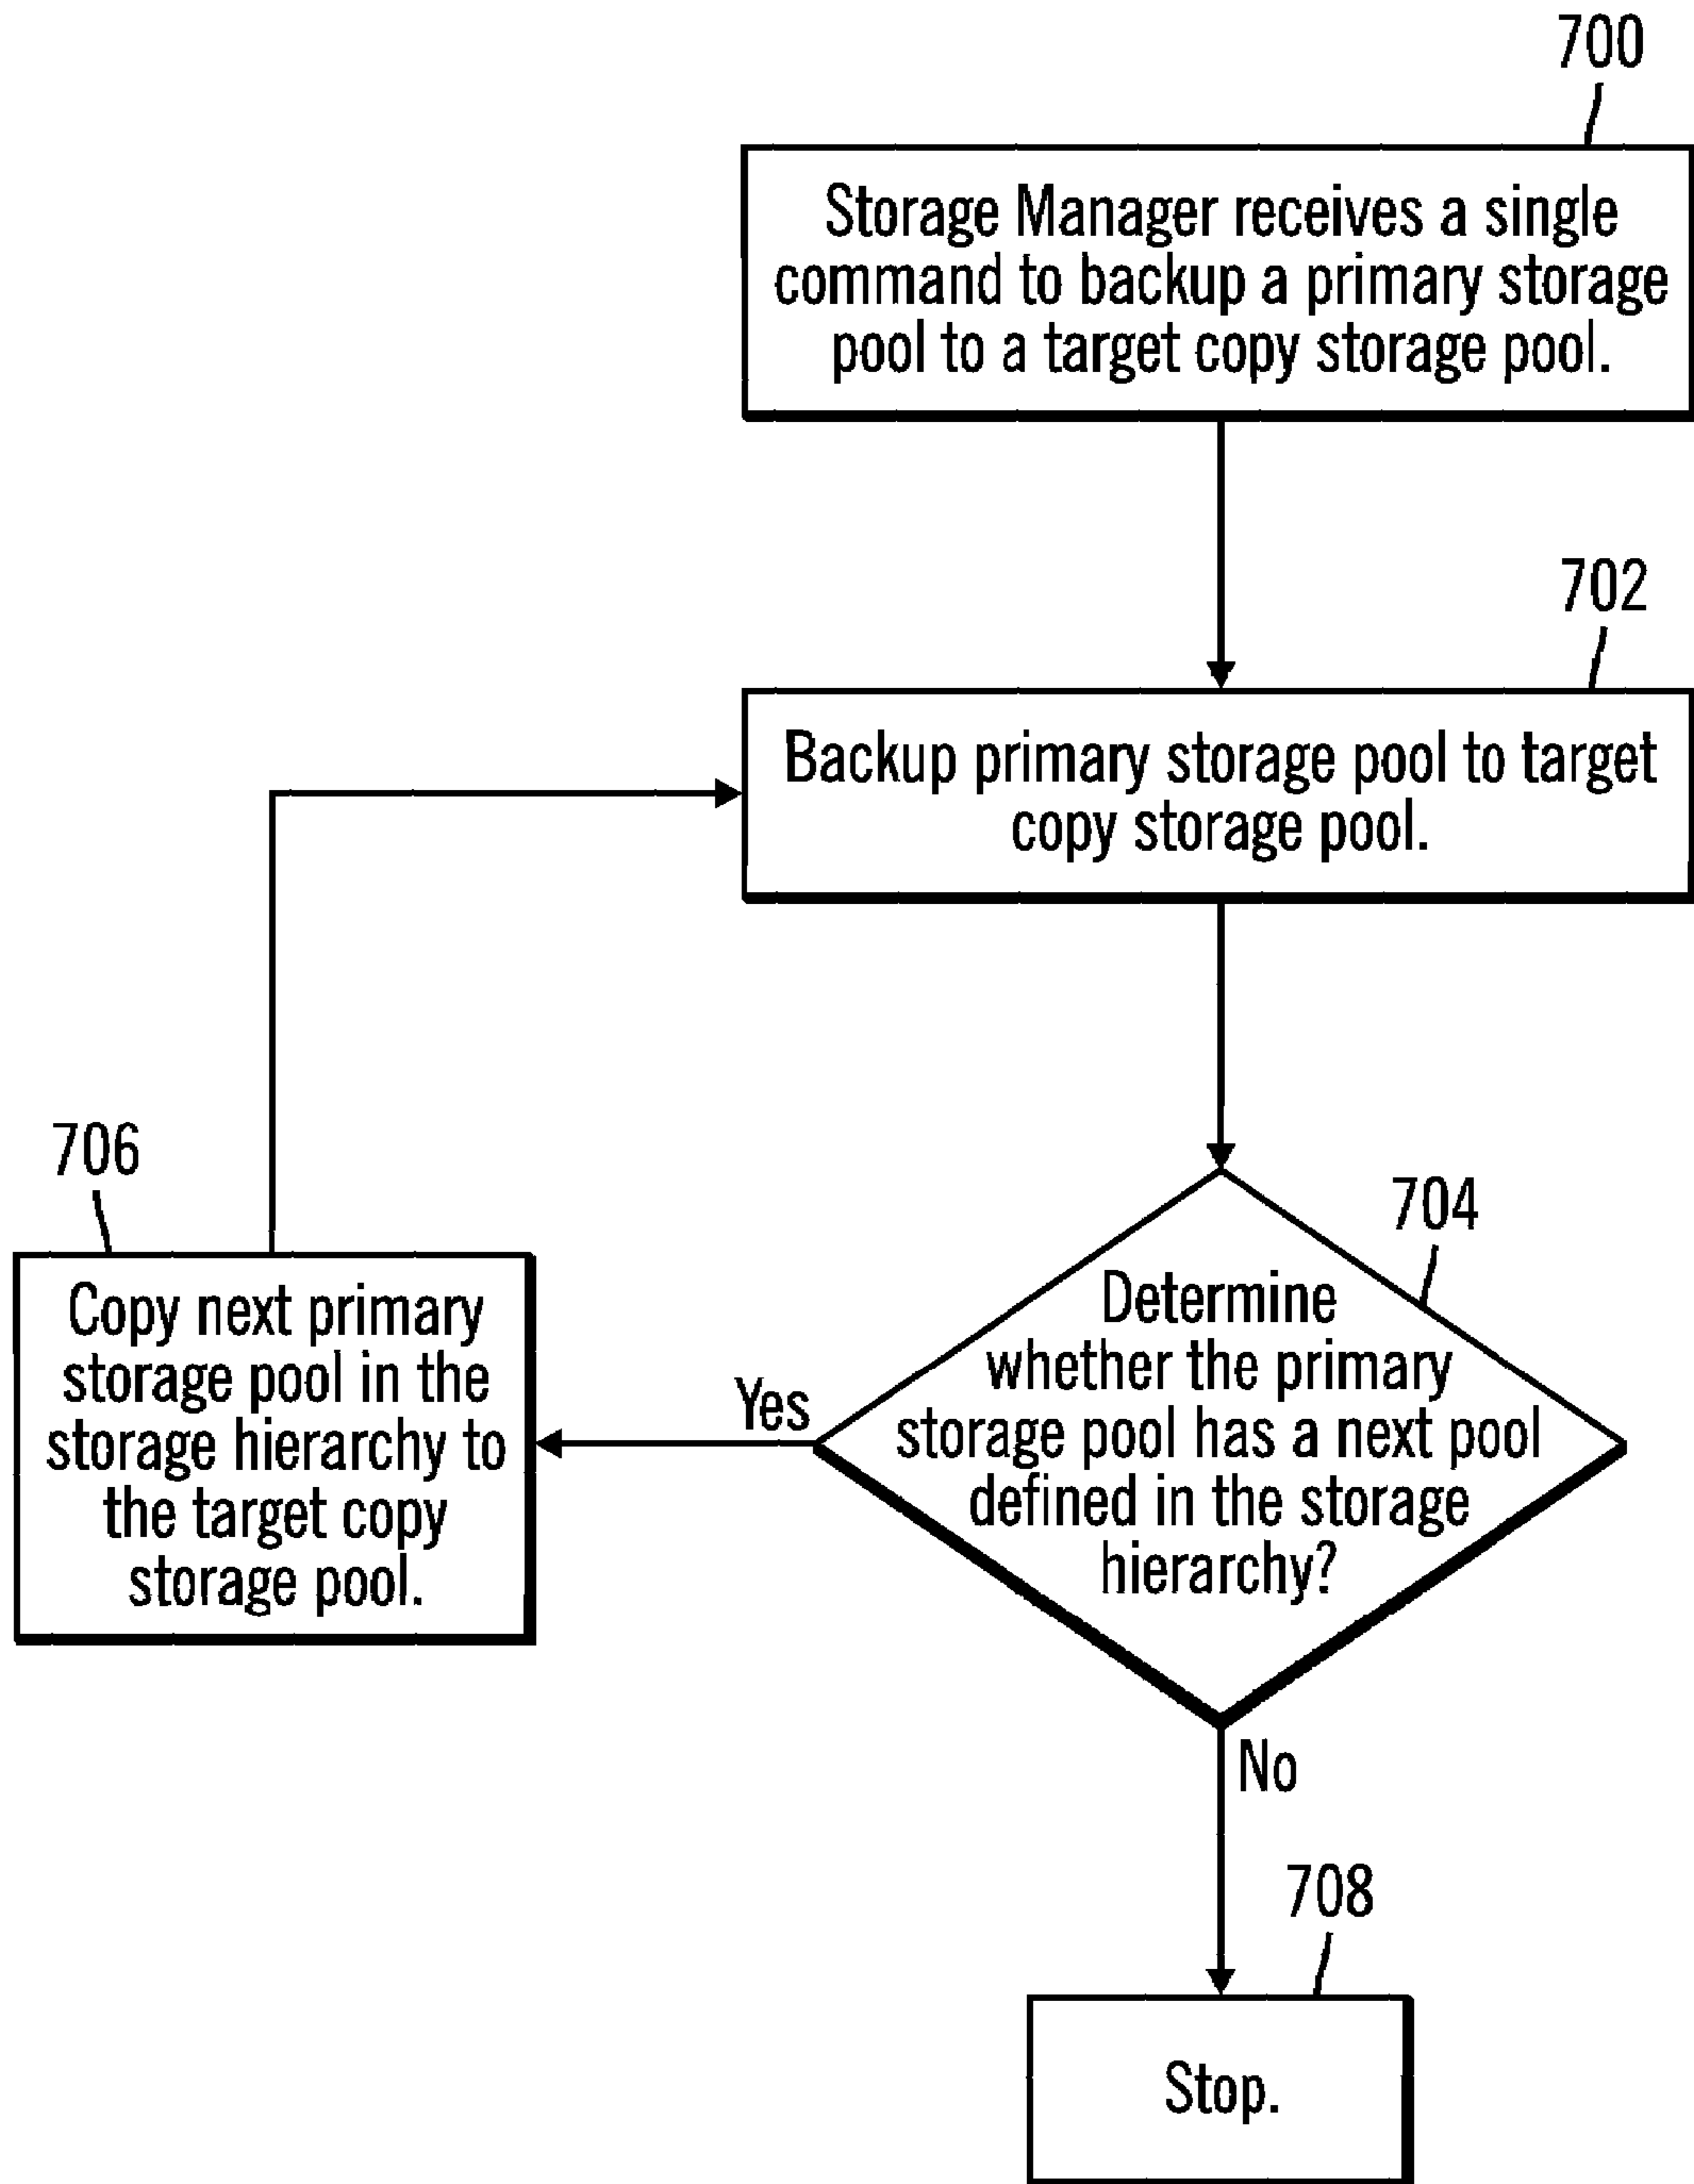 700
Storage Manager receives a single
command to backup a primary storage
pool to a target copy storage pool.
702
Backup primary storage pool to target
copy storage pool.
704
Determine
whether the primary
storage pool has a next pool
defined in the storage
hierarchy?
Yes
706
Copy next primary
storage pool in the
storage hierarchy to
the target copy
storage pool.
No
708
Stop.